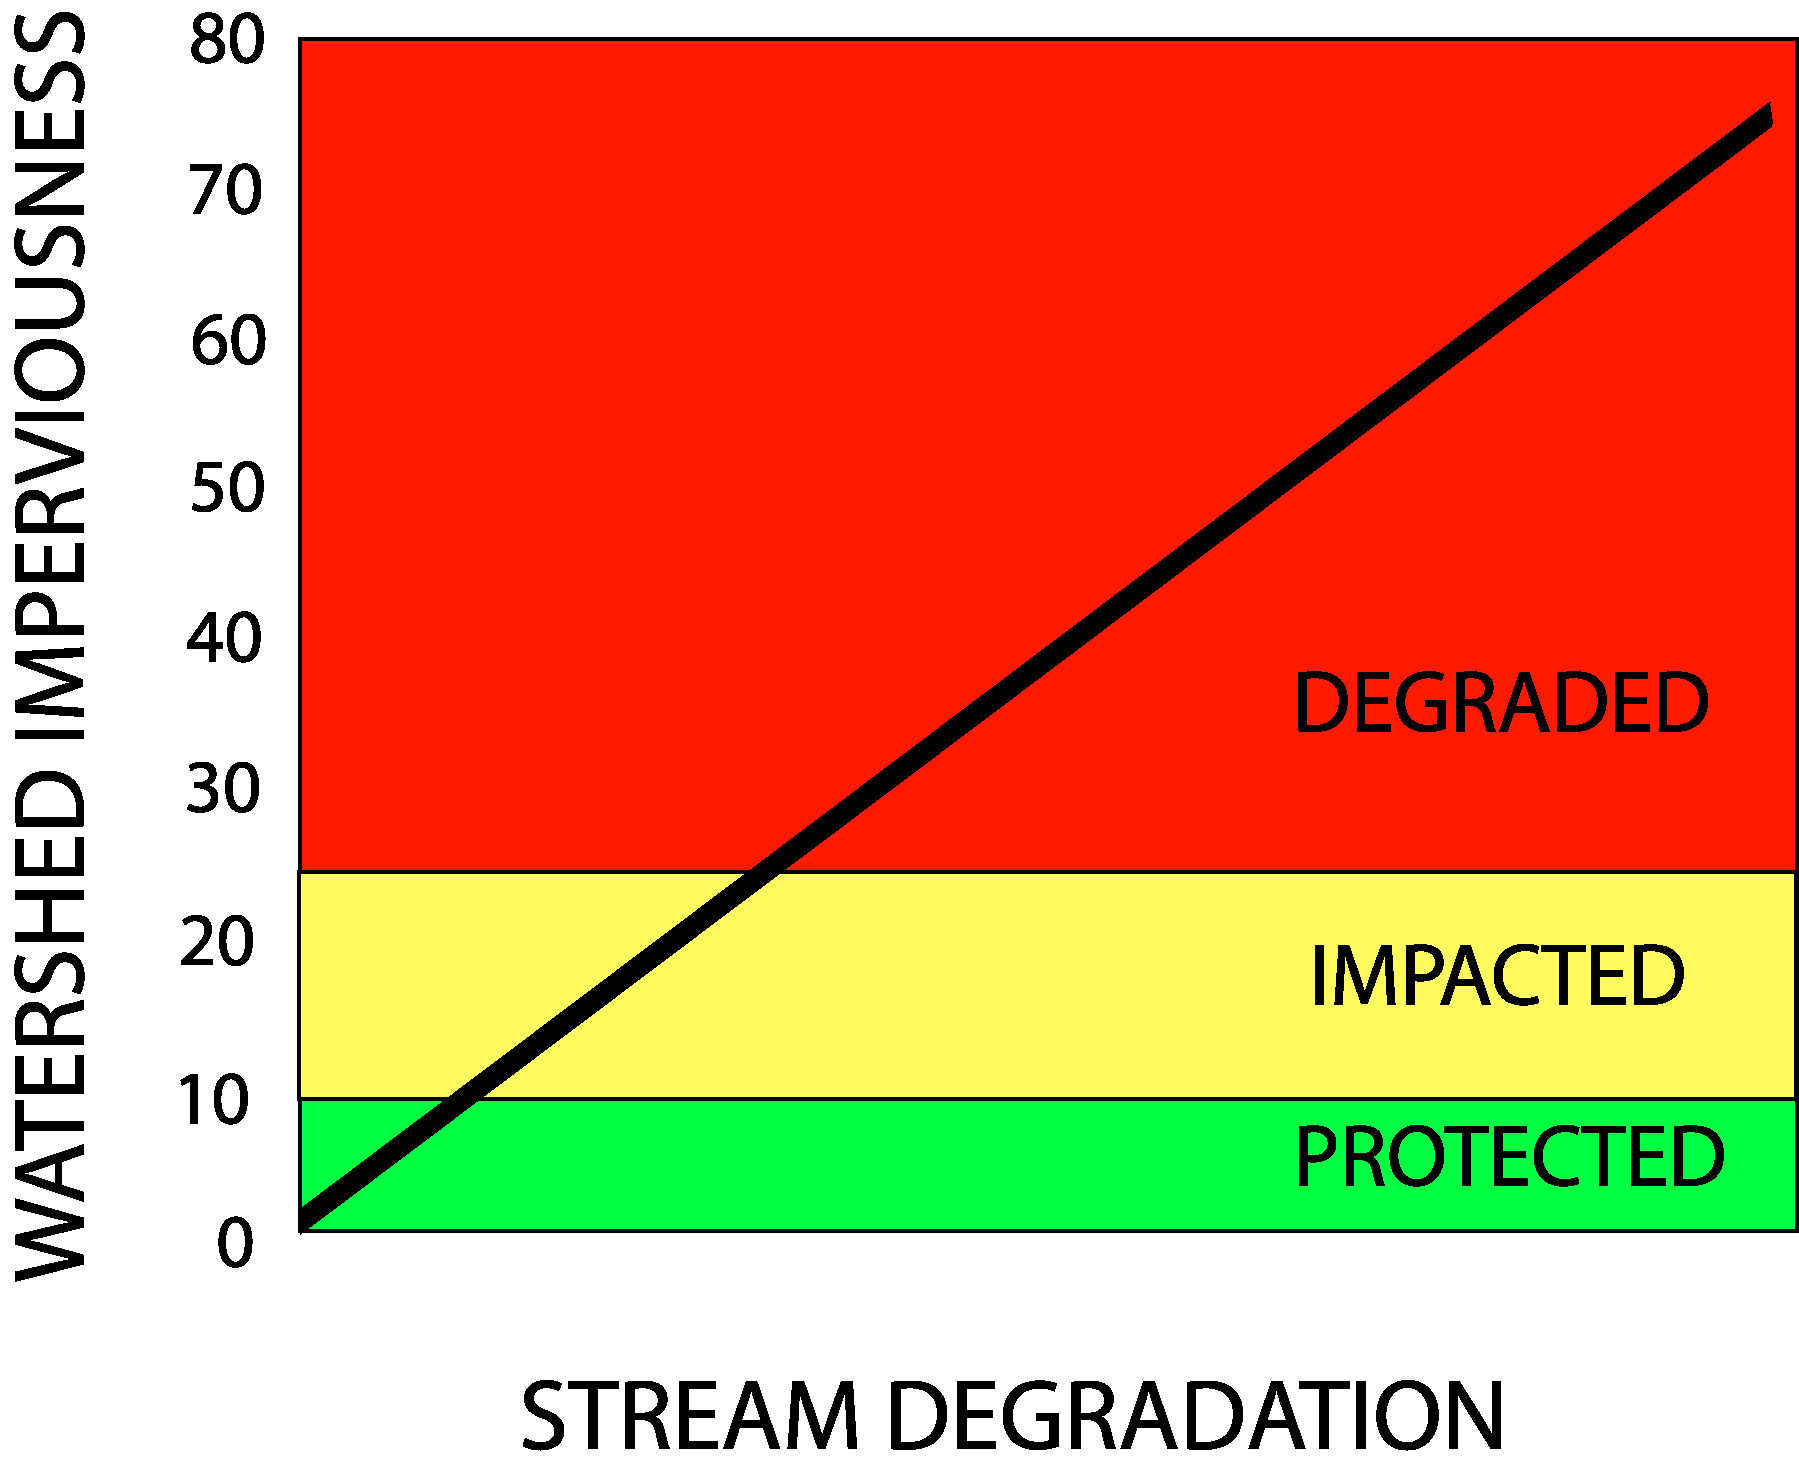 WATERSHED IMPERVIOUSNESS
80
70
60
50
40
30
20
10
0
DEGRADED
IMPACTED
PROTECTED
STREAM DEGRADATION